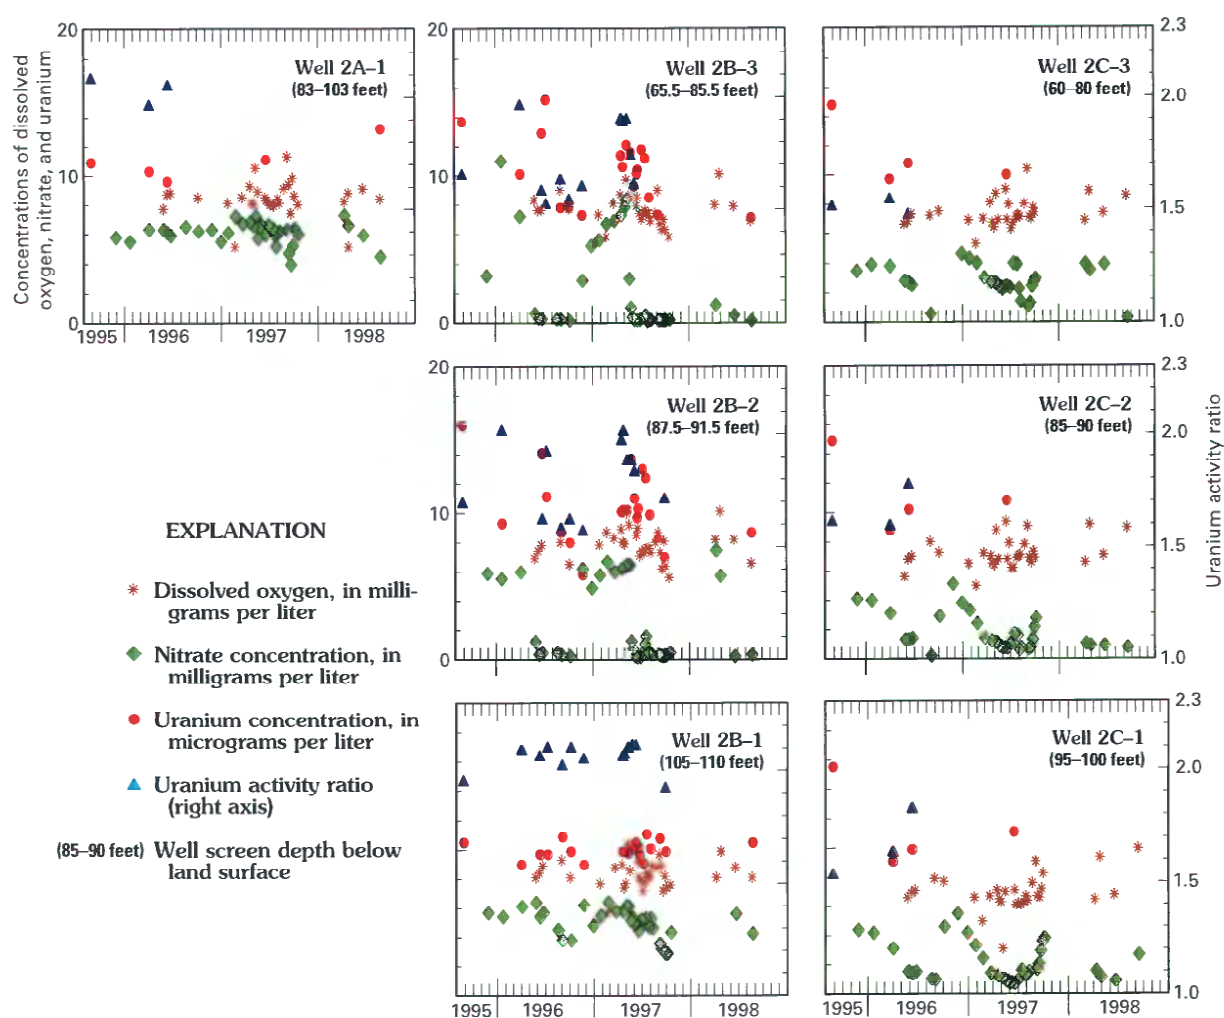 Concentrations of dissolved
oxygen, nitrate, and uranium
20
10
0
Well 2A–1
(83–103 feet)
1995 1996 1997 1998
20
10
0
Well 2B–3
(65.5–85.5 feet)
Well 2C–3
(60–80 feet)
2.3
2.0
1.5
1.0
20
10
0
Well 2B–2
(87.5–91.5 feet)
Well 2C–2
(85–90 feet)
2.3
2.0
1.5
1.0
Uranium activity ratio
EXPLANATION
Dissolved oxygen, in milli-
grams per liter
Nitrate concentration, in
milligrams per liter
Uranium concentration, in
micrograms per liter
Uranium activity ratio
(right axis)
(85–90 feet) Well screen depth below
land surface
Well 2B–1
(105–110 feet)
1995 1996 1997 1998
Well 2C–1
(95–100 feet)
2.3
2.0
1.5
1.0
1995 1996 1997 1998